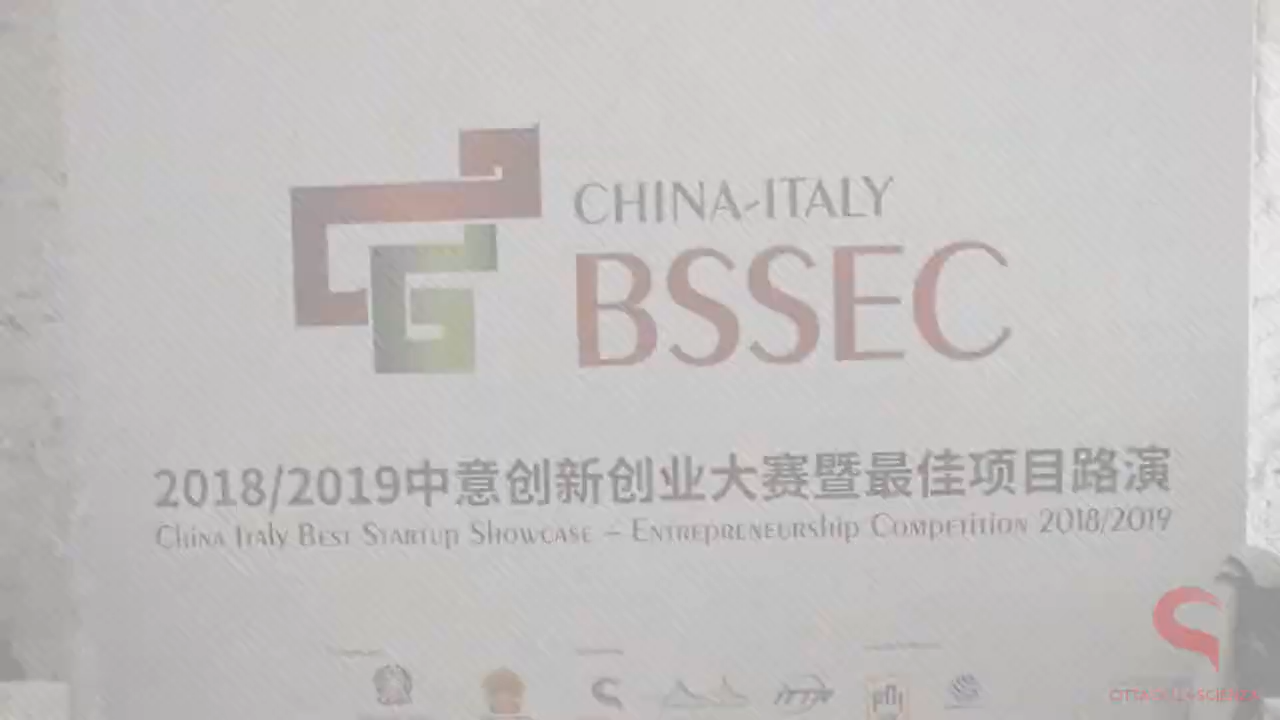 CHINA-ITALY
BSSEC
2018/2019中意创新创业大赛暨最佳项目路演
China Italy Best Startup Showcase – Entrepreneurship Competition 2018/2019